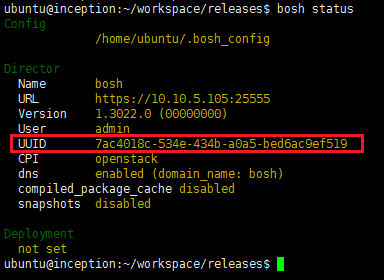 ubuntu@inception:~/workspace/releases$ bosh status
Config
/home/ubuntu/.bosh_config
Director
Name bosh
URL https://10.10.5.105:25555
Version 1.3022.0 (00000000)
User admin
UUID 7ac4018c-534e-434b-a0a5-bed6ac9ef519
CPI openstack
dns enabled (domain_name: bosh)
compiled_package_cache disabled
snapshots disabled
Deployment
not set
ubuntu@inception:~/workspace/releases$